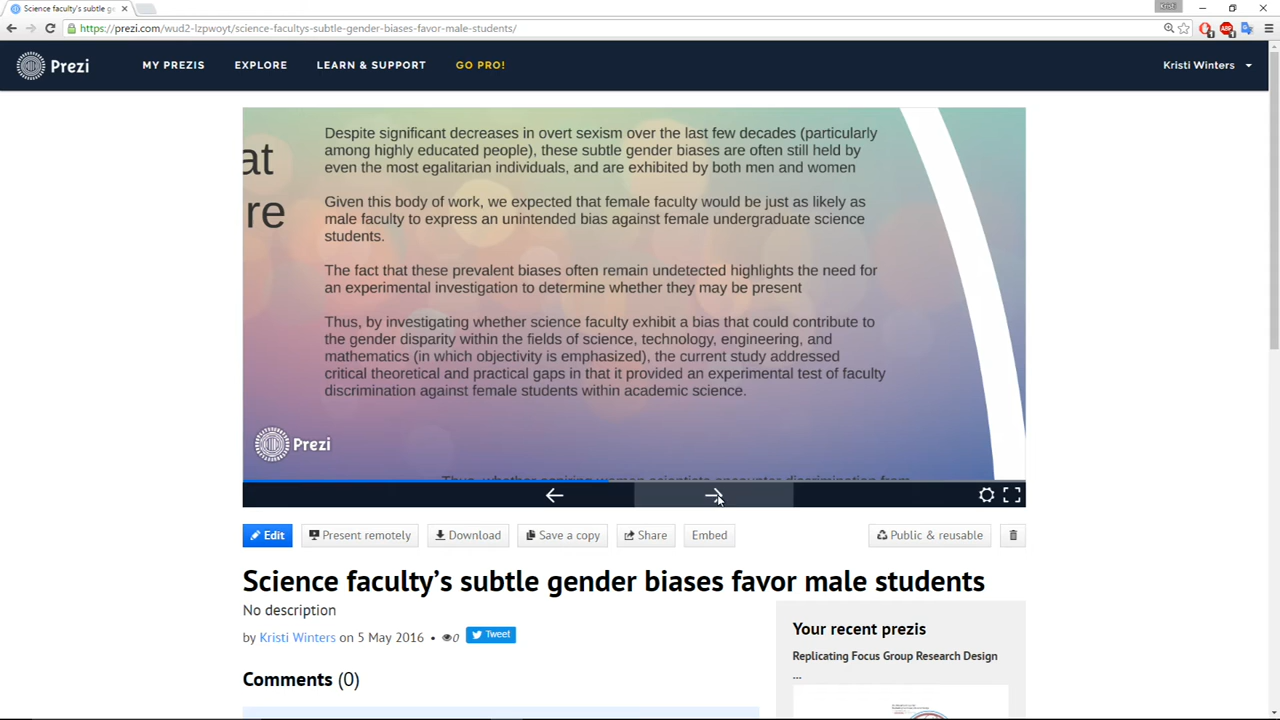 Science faculty's subtle g
Kristi
https://prezi.com/wud2-lzpwoyt/science-facultys-subtle-gender-biases-favor-male-students/
Prezi
MY PREZIS
EXPLORE
LEARN & SUPPORT
GO PRO!
Kristi Winters
at
re
Despite significant decreases in overt sexism over the last few decades (particularly
among highly educated people), these subtle gender biases are often still held by
even the most egalitarian individuals, and are exhibited by both men and women
Given this body of work, we expected that female faculty would be just as likely as
male faculty to express an unintended bias against female undergraduate science
students.
The fact that these prevalent biases often remain undetected highlights the need for
an experimental investigation to determine whether they may be present
Thus, by investigating whether science faculty exhibit a bias that could contribute to
the gender disparity within the fields of science, technology, engineering, and
mathematics (in which objectivity is emphasized), the current study addressed
critical theoretical and practical gaps in that it provided an experimental test of faculty
discrimination against female students within academic science.
Prezi
Thus, whether aspiring women scientists encounter discrimination from
Edit
Present remotely
Download
Save a copy
Share
Embed
Public & reusable
Science faculty's subtle gender biases favor male students
No description
by Kristi Winters on 5 May 2016 • 0
Tweet
Your recent prezis
Replicating Focus Group Research Design
...
Comments (0)